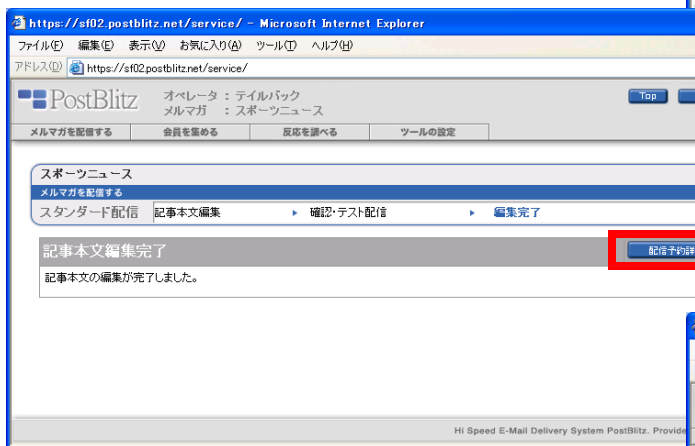 https://sf02.postblitz.net/service/ - Microsoft Internet Explorer
ファイル(F) 編集(E) 表示(V) お気に入り(A) ツール(T) ヘルプ(H)
アドレス(D) https://sf02.postblitz.net/service/
PostBlitz オペレータ : テイルバック Top
メルマガ : スポーツニュース
メルマガを配信する 会員を集める 反応を調べる ツールの設定
スポーツニュース
メルマガを配信する
スタンダード配信 記事本文編集 ▶ 確認・テスト配信 ▶ 編集完了
記事本文編集完了 配信予約詳
記事本文の編集が完了しました。
Hi Speed E-Mail Delivery System PostBlitz. Provide